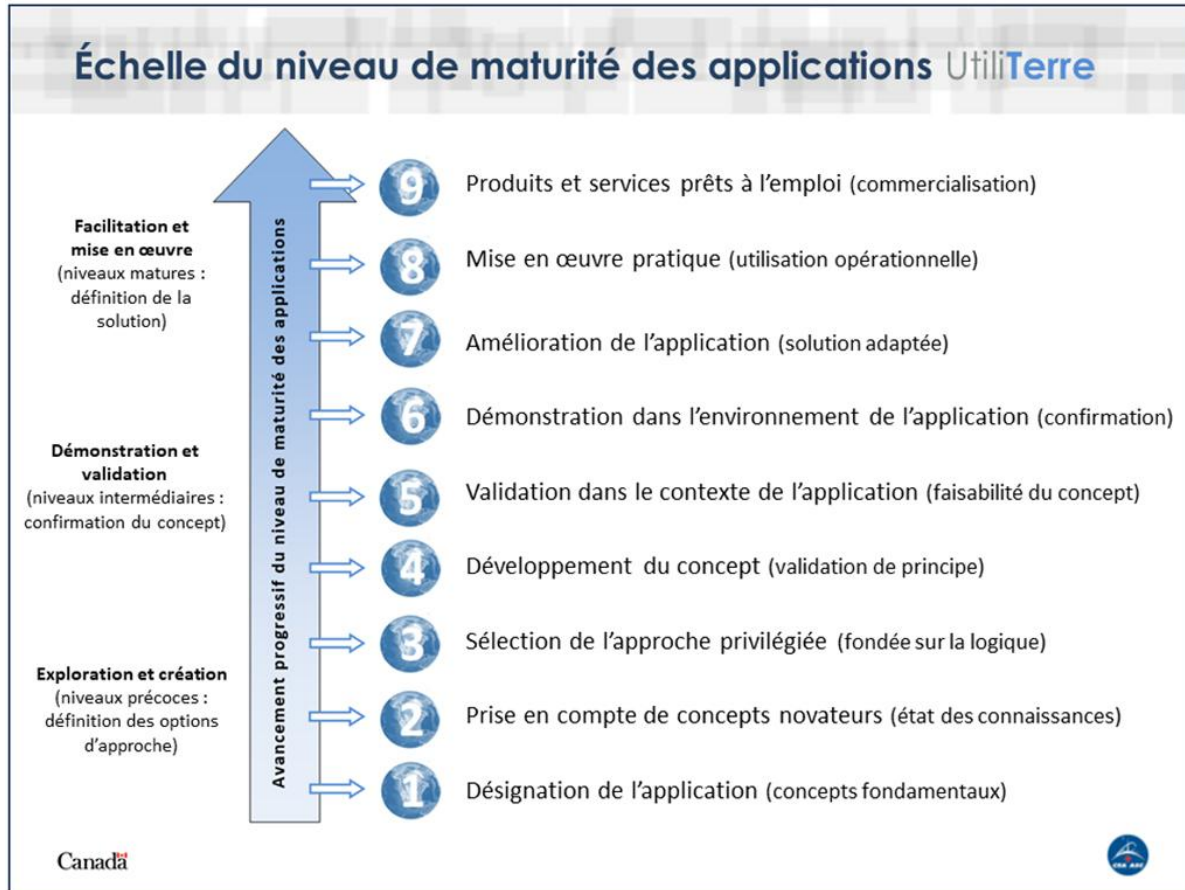 Échelle du niveau de maturité des applications UtiliTerre
Facilitation et
mise en œuvre
(niveaux matures :
définition de la
solution)
Démonstration et
validation
(niveaux intermédiaires :
confirmation du concept)
Exploration et création
(niveaux précoces :
définition des options
d’approche)
Avancement progressif du niveau de maturité des applications
9 Produits et services prêts à l’emploi (commercialisation)
8 Mise en œuvre pratique (utilisation opérationnelle)
7 Amélioration de l’application (solution adaptée)
6 Démonstration dans l’environnement de l’application (confirmation)
5 Validation dans le contexte de l’application (faisabilité du concept)
4 Développement du concept (validation de principe)
3 Sélection de l’approche privilégiée (fondée sur la logique)
2 Prise en compte de concepts novateurs (état des connaissances)
1 Désignation de l’application (concepts fondamentaux)
Canada
CSA ASC